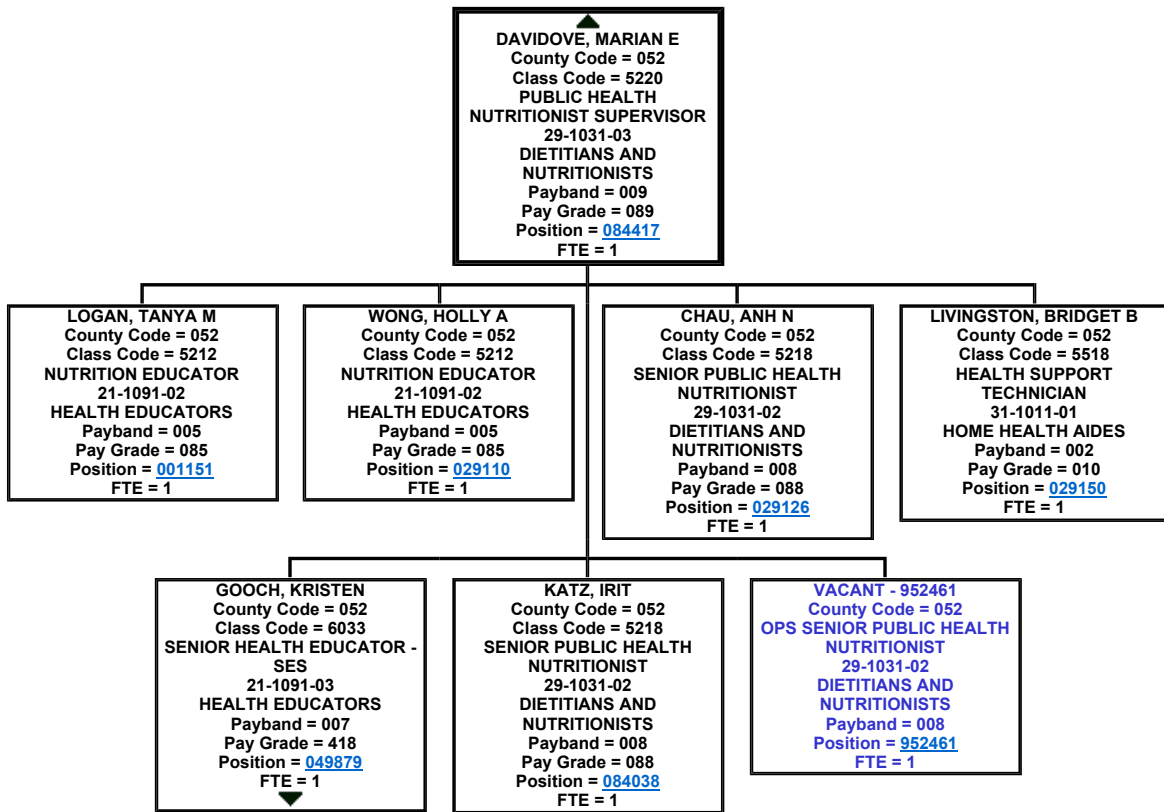 DAVIDOVE, MARIAN E
County Code = 052
Class Code = 5220
PUBLIC HEALTH
NUTRITIONIST SUPERVISOR
29-1031-03
DIETITIANS AND
NUTRITIONISTS
Payband = 009
Pay Grade = 089
Position = 084417
FTE = 1
LOGAN, TANYA M
County Code = 052
Class Code = 5212
NUTRITION EDUCATOR
21-1091-02
HEALTH EDUCATORS
Payband = 005
Pay Grade = 085
Position = 001151
FTE = 1
WONG, HOLLY A
County Code = 052
Class Code = 5212
NUTRITION EDUCATOR
21-1091-02
HEALTH EDUCATORS
Payband = 005
Pay Grade = 085
Position = 029110
FTE = 1
CHAU, ANH N
County Code = 052
Class Code = 5218
SENIOR PUBLIC HEALTH
NUTRITIONIST
29-1031-02
DIETITIANS AND
NUTRITIONISTS
Payband = 008
Pay Grade = 088
Position = 029126
FTE = 1
LIVINGSTON, BRIDGET B
County Code = 052
Class Code = 5518
HEALTH SUPPORT
TECHNICIAN
31-1011-01
HOME HEALTH AIDES
Payband = 002
Pay Grade = 010
Position = 029150
FTE = 1
GOOCH, KRISTEN
County Code = 052
Class Code = 6033
SENIOR HEALTH EDUCATOR -
SES
21-1091-03
HEALTH EDUCATORS
Payband = 007
Pay Grade = 418
Position = 049879
FTE = 1
KATZ, IRIT
County Code = 052
Class Code = 5218
SENIOR PUBLIC HEALTH
NUTRITIONIST
29-1031-02
DIETITIANS AND
NUTRITIONISTS
Payband = 008
Pay Grade = 088
Position = 084038
FTE = 1
VACANT - 952461
County Code = 052
OPS SENIOR PUBLIC HEALTH
NUTRITIONIST
29-1031-02
DIETITIANS AND
NUTRITIONISTS
Payband = 008
Position = 952461
FTE = 1